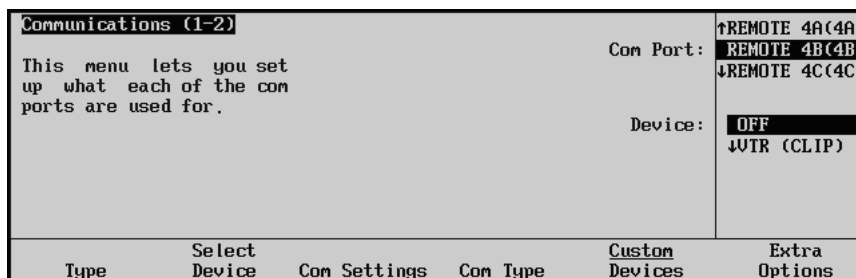 Communications (1-2)
This menu lets you set
up what each of the com
ports are used for.
Com Port:
↑REMOTE 4A(4A
REMOTE 4B(4B
↓REMOTE 4C(4C
Device:
OFF
↓VTR (CLIP)
Type
Select
Device
Com Settings
Com Type
Custom
Devices
Extra
Options